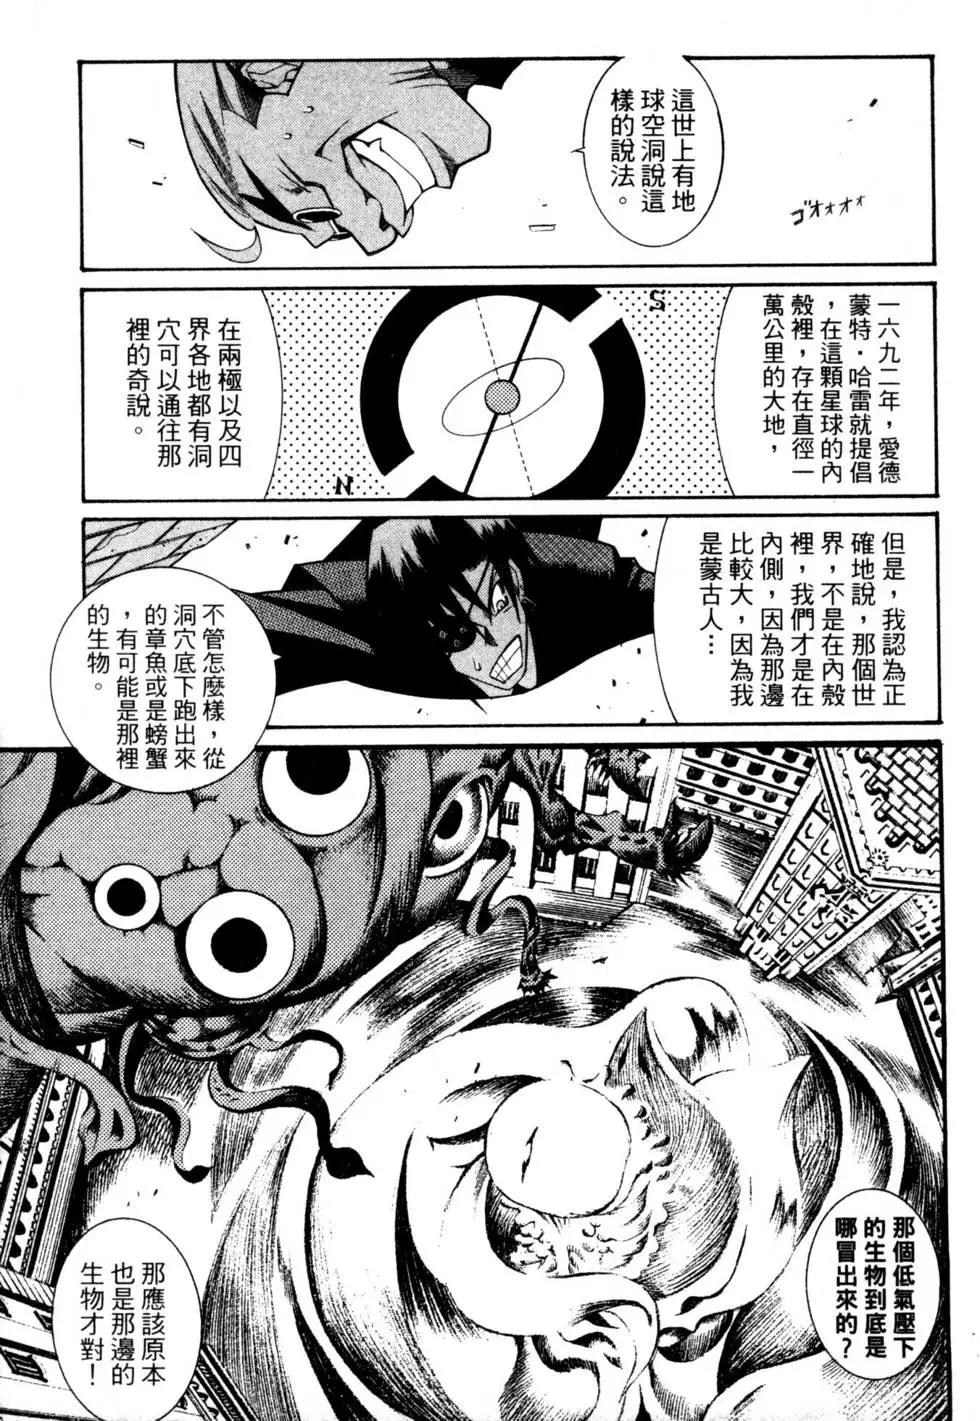 這世上有地
球空洞說這
樣的說法。
ゴオォォォ
一六九二年，愛德
蒙特・哈雷就提倡
，在這顆星球的內
殼裡，存在直徑一
萬公里的大地，
S
N
在兩極以及四
界各地都有洞
穴可以通往那
裡的奇說。
但是，我認為正
確地說，那個世
界，不是在內殼
裡，我們才是在
內側，因為那邊
比較大，因為我
是蒙古人…
不管怎麼樣，從
洞穴底下跑出來
的章魚或是螃蟹
，有可能是那裡
的生物。
那個低氣壓下
的生物到底是
哪冒出來的？
那應該原本
也是那邊的
生物才對！